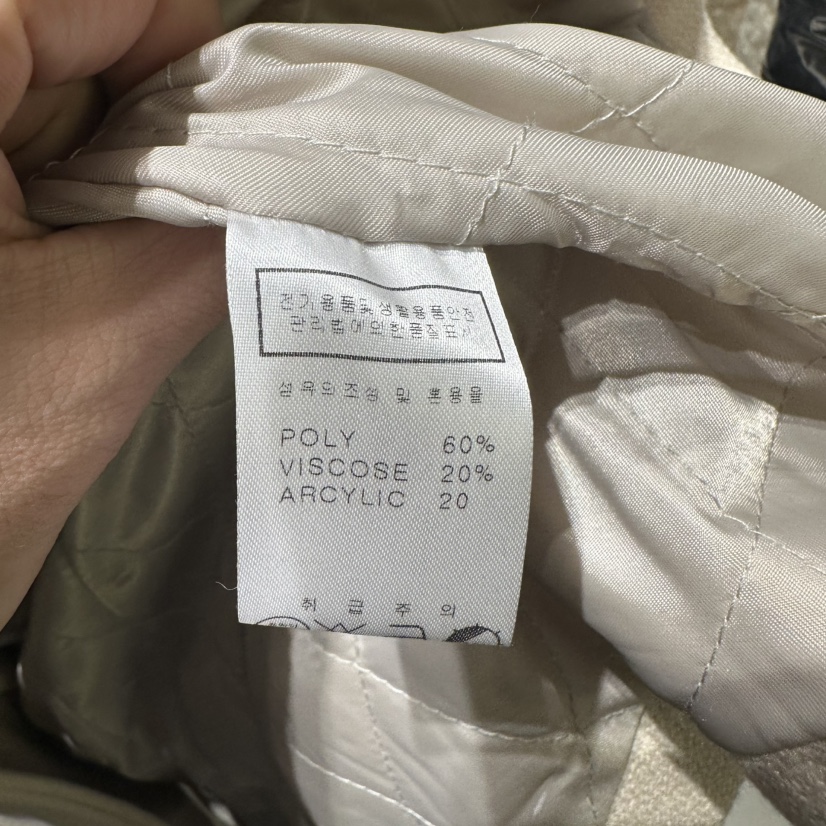 전기용품및생활용품안전
관리법에의한품질표시
섬유의조성 및 혼용율
POLY 60%
VISCOSE 20%
ARCYLIC 20
취 급 주 의